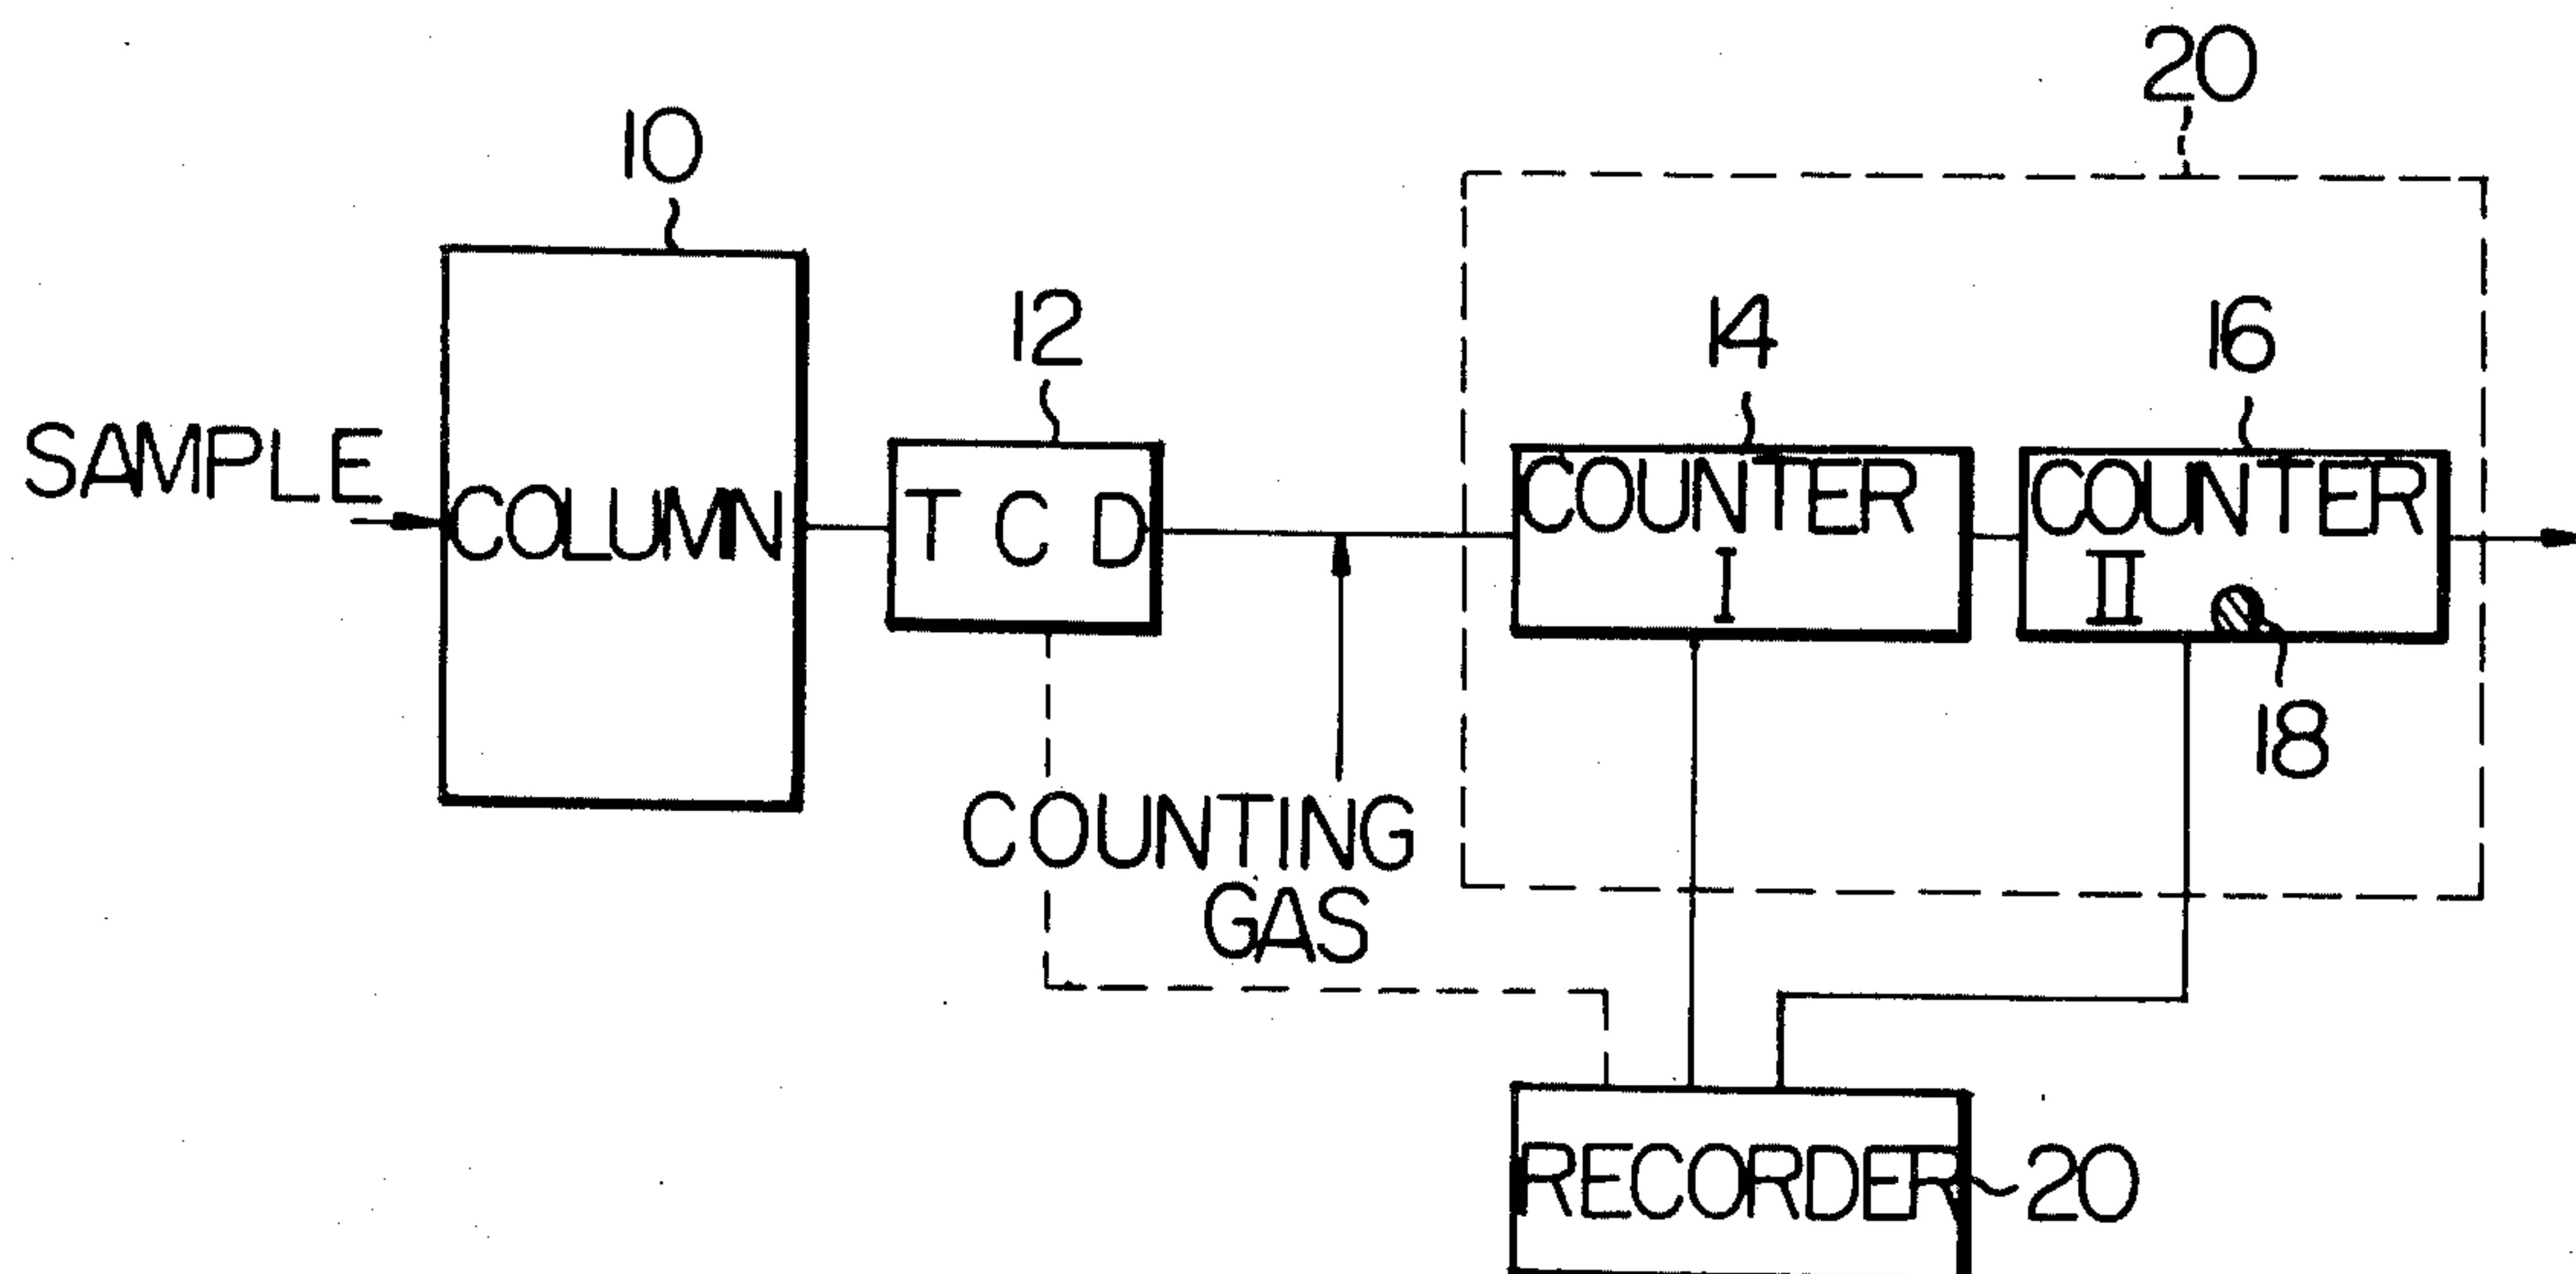 20
10
12
14
16
SAMPLE
COLUMN
T C D
COUNTER
I
COUNTER
II
18
COUNTING
GAS
RECORDER
20